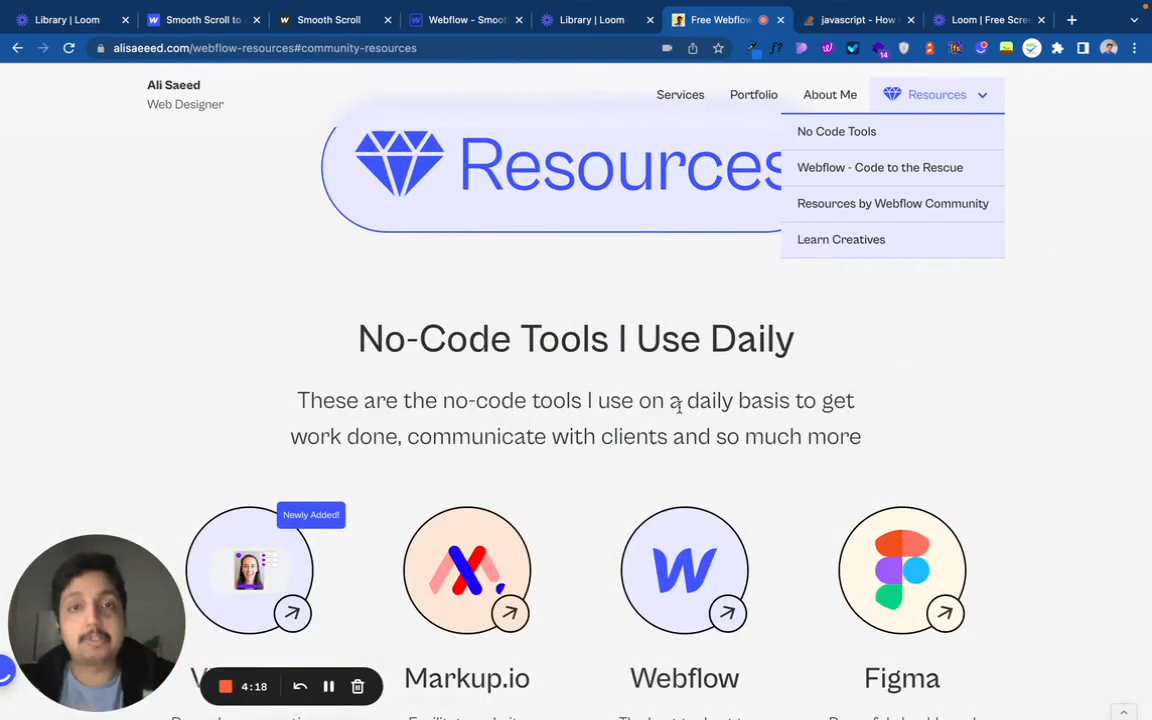 Library | Loom
Smooth Scroll to
Smooth Scroll
Webflow - Smoo
Library | Loom
Free Webflow
javascript - How
Loom | Free Scre
alisaeeed.com/webflow-resources#community-resources
14
Ali Saeed
Web Designer
Services
Portfolio
About Me
Resources
No Code Tools
Webflow - Code to the Rescue
Resources by Webflow Community
Learn Creatives
Resources
No-Code Tools I Use Daily
These are the no-code tools I use on a daily basis to get
work done, communicate with clients and so much more
Newly Added!
4:18
Markup.io
Webflow
Figma